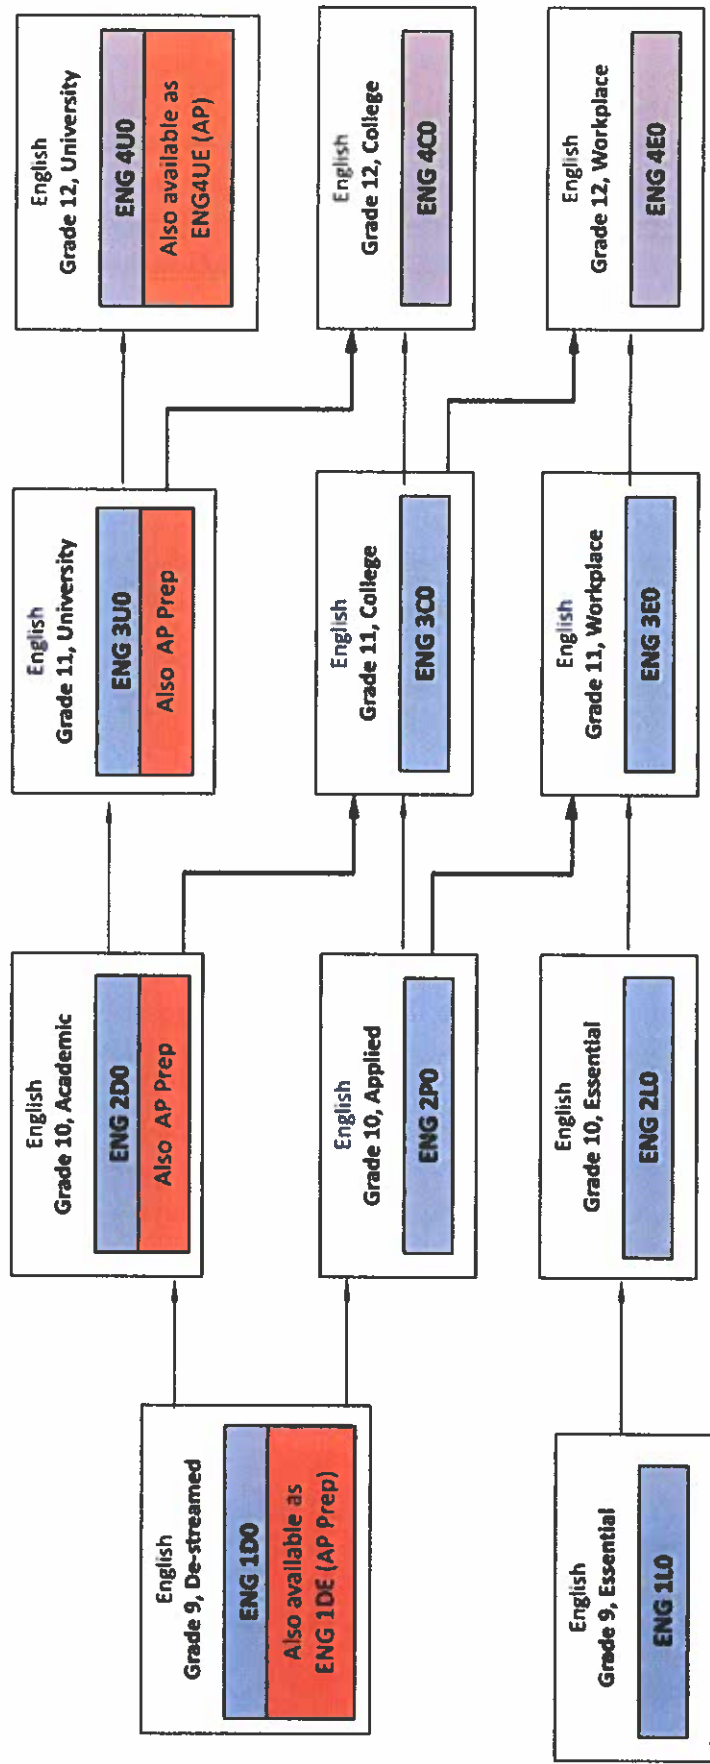 English
Grade 9, De-streamed
ENG 1D0
Also available as
ENG 1DE (AP Prep)
English
Grade 9, Essential
ENG 1L0
English
Grade 10, Academic
ENG 2D0
Also AP Prep
English
Grade 10, Applied
ENG 2P0
English
Grade 10, Essential
ENG 2L0
English
Grade 11, University
ENG 3U0
Also AP Prep
English
Grade 11, College
ENG 3C0
English
Grade 11, Workplace
ENG 3E0
English
Grade 12, University
ENG 4U0
Also available as
ENG4UE (AP)
English
Grade 12, College
ENG 4C0
English
Grade 12, Workplace
ENG 4E0